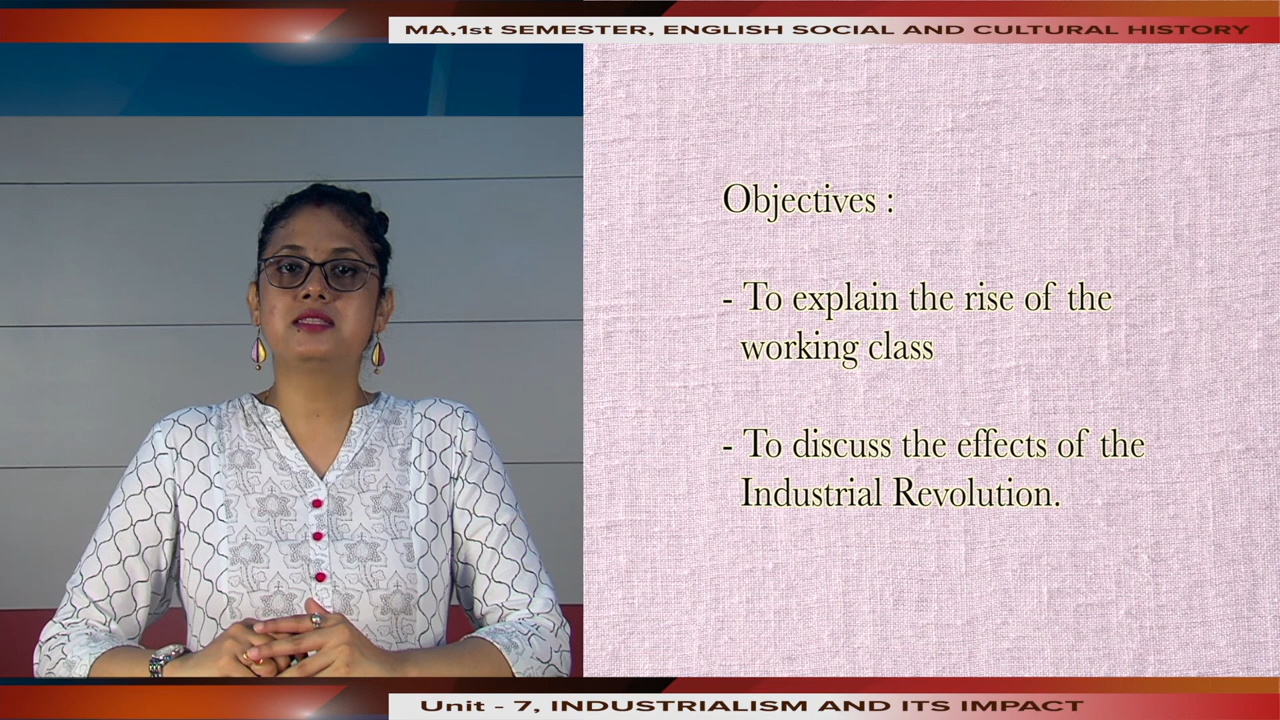 MA,1st SEMESTER, ENGLISH SOCIAL AND CULTURAL HISTORY
Objectives :
- To explain the rise of the
working class
- To discuss the effects of the
Industrial Revolution.
Unit - 7, INDUSTRIALISM AND ITS IMPACT